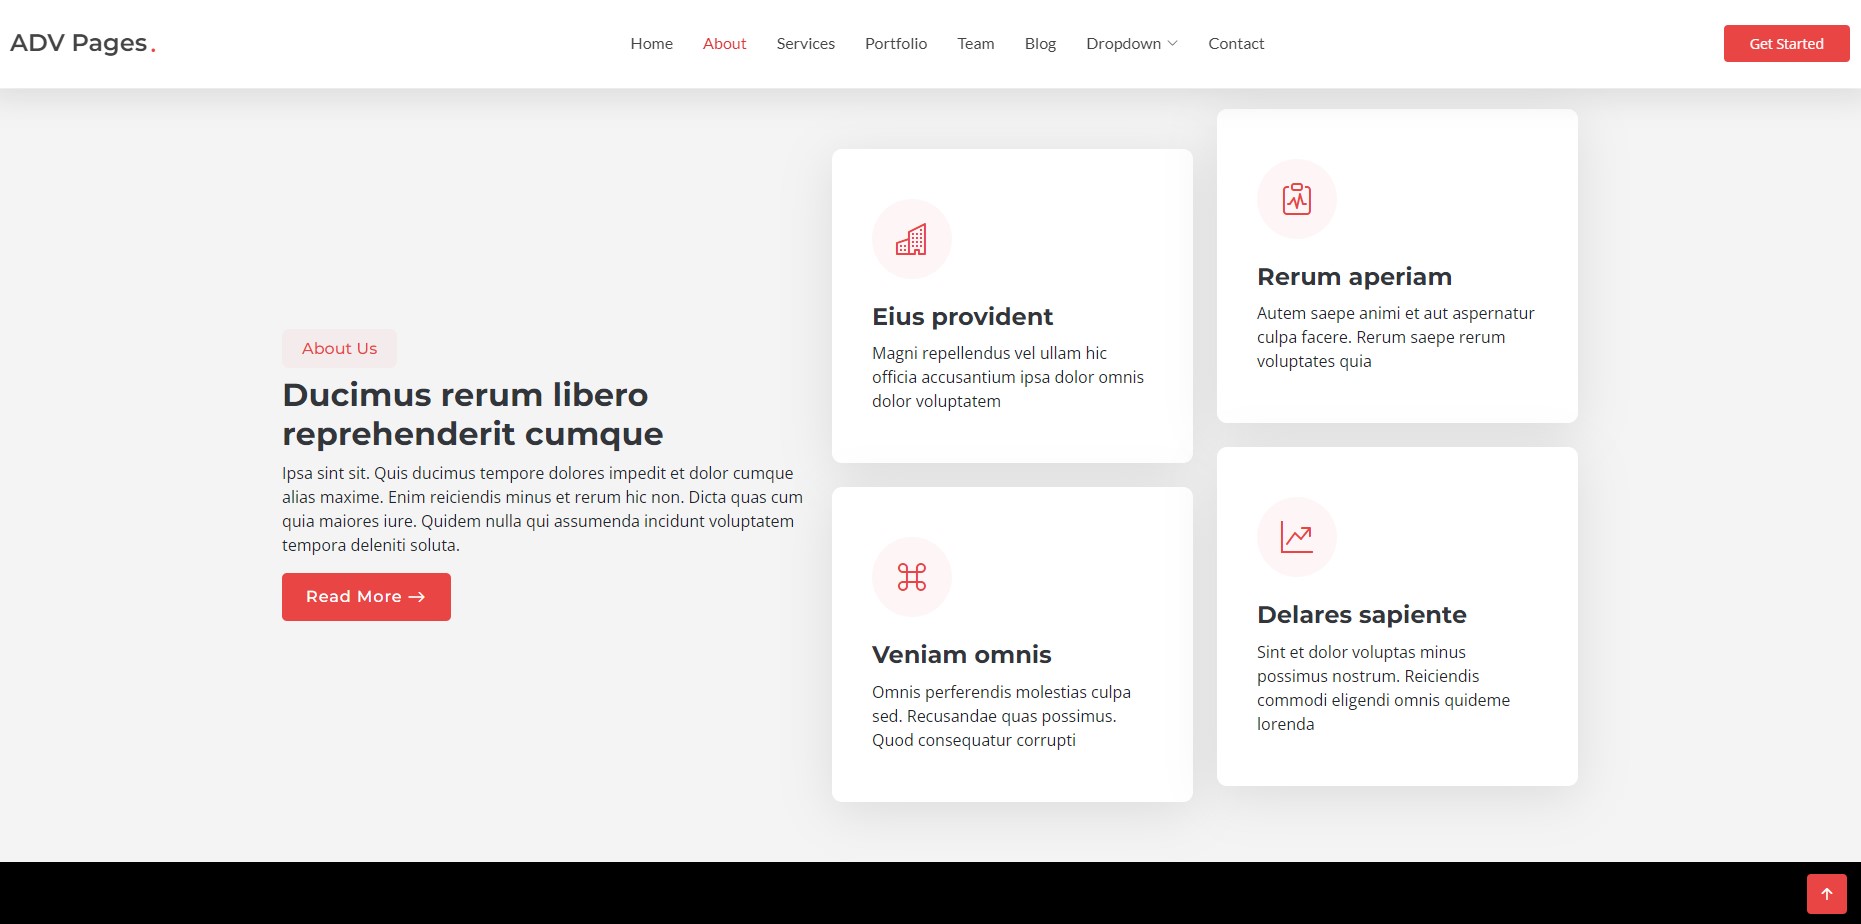 ADV Pages.
Home About Services Portfolio Team Blog Dropdown Contact
Get Started
About Us
Ducimus rerum libero
reprehenderit cumque
Ipsa sint sit. Quis ducimus tempore dolores impedit et dolor cumque
alias maxime. Enim reiciendis minus et rerum hic non. Dicta quas cum
quia maiores iure. Quidem nulla qui assumenda incidunt voluptatem
tempora deleniti soluta.
Read More →
Eius provident
Magni repellendus vel ullam hic
officia accusantium ipsa dolor omnis
dolor voluptatem
Rerum aperiam
Autem saepe animi et aut aspernatur
culpa facere. Rerum saepe rerum
voluptates quia
Veniam omnis
Omnis perferendis molestias culpa
sed. Recusandae quas possimus.
Quod consequatur corrupti
Delares sapiente
Sint et dolor voluptas minus
possimus nostrum. Reiciendis
commodi eligendi omnis quideme
lorenda